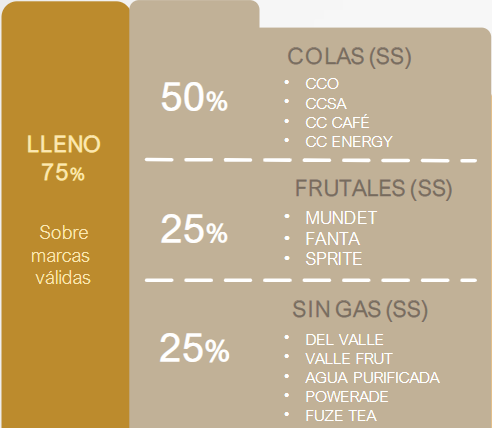 LLENO
75%
Sobre
marcas
válidas
50%
COLAS (SS)
• CCO
• CCSA
• CC CAFÉ
• CC ENERGY
25%
FRUTALES (SS)
• MUNDET
• FANTA
• SPRITE
25%
SIN GAS (SS)
• DEL VALLE
• VALLE FRUT
• AGUA PURIFICADA
• POWERADE
• FUZE TEA